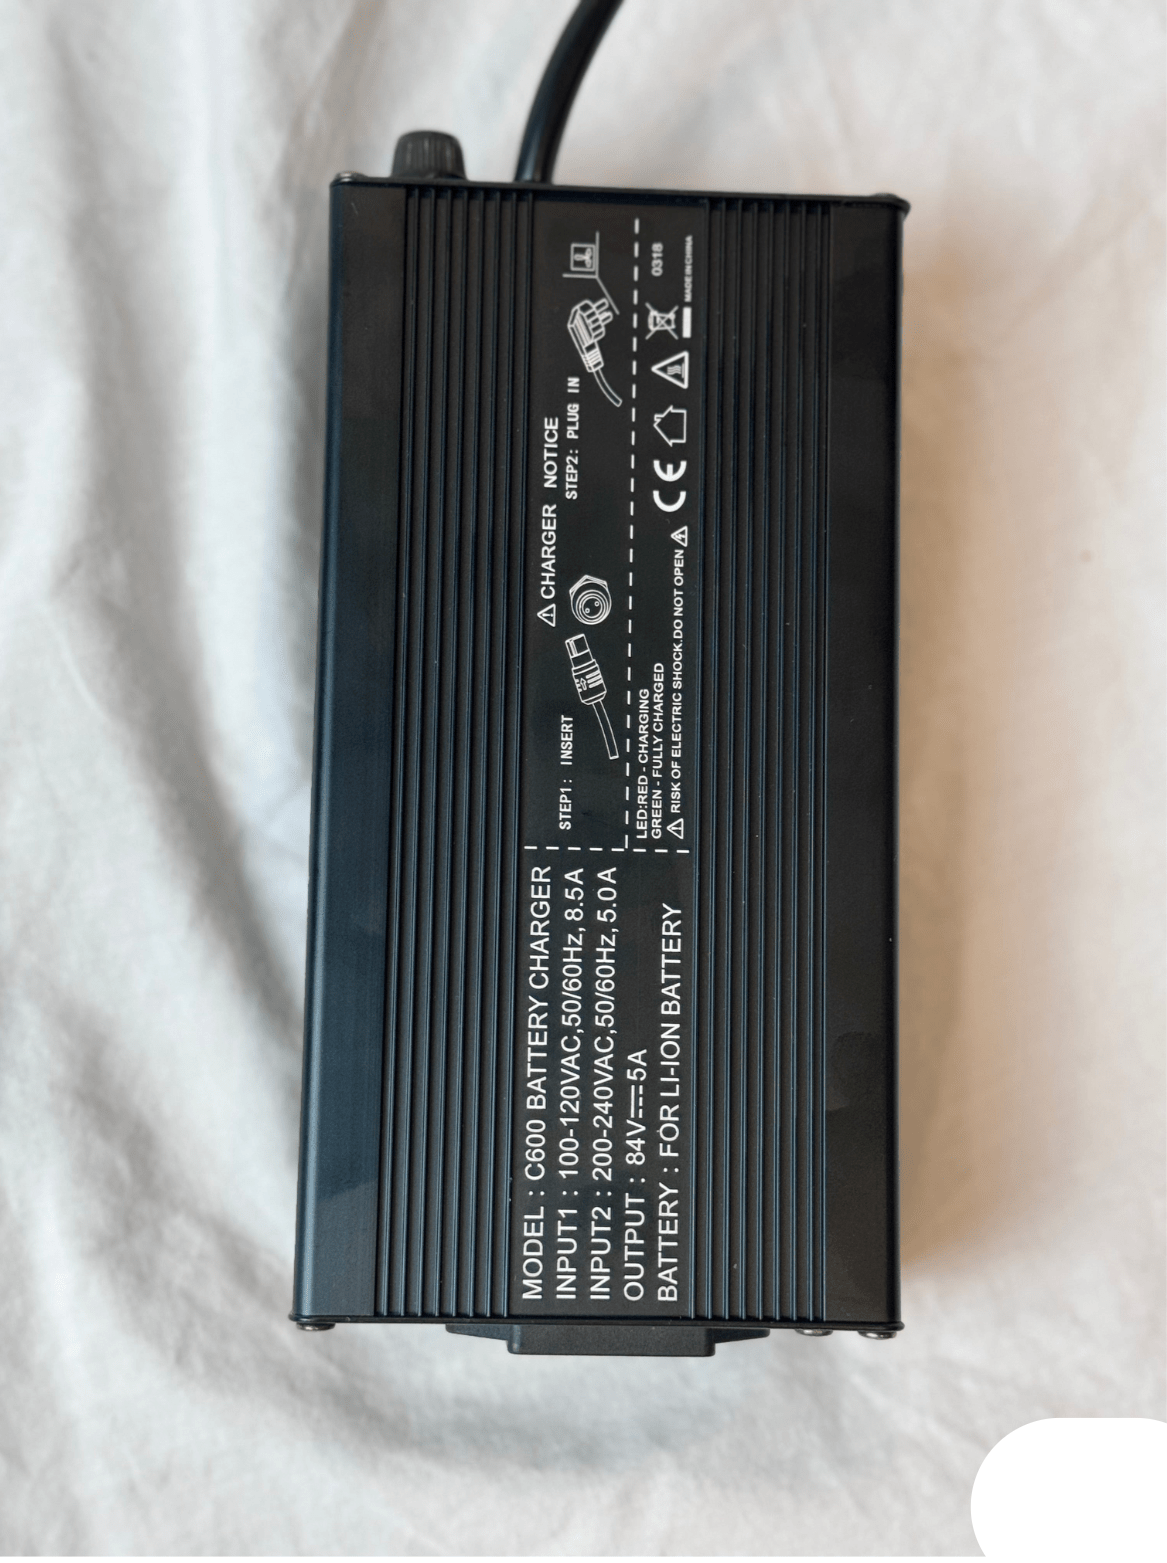 MODEL : C600 BATTERY CHARGER
INPUT1 : 100-120VAC,50/60Hz, 8.5A
INPUT2 : 200-240VAC,50/60Hz, 5.0A
OUTPUT : 84V⎓5A
BATTERY : FOR LI-ION BATTERY
CHARGER NOTICE
STEP1: INSERT
STEP2: PLUG IN
LED:RED - CHARGING
GREEN - FULLY CHARGED
RISK OF ELECTRIC SHOCK.DO NOT OPEN
CE
0318
MADE IN CHINA